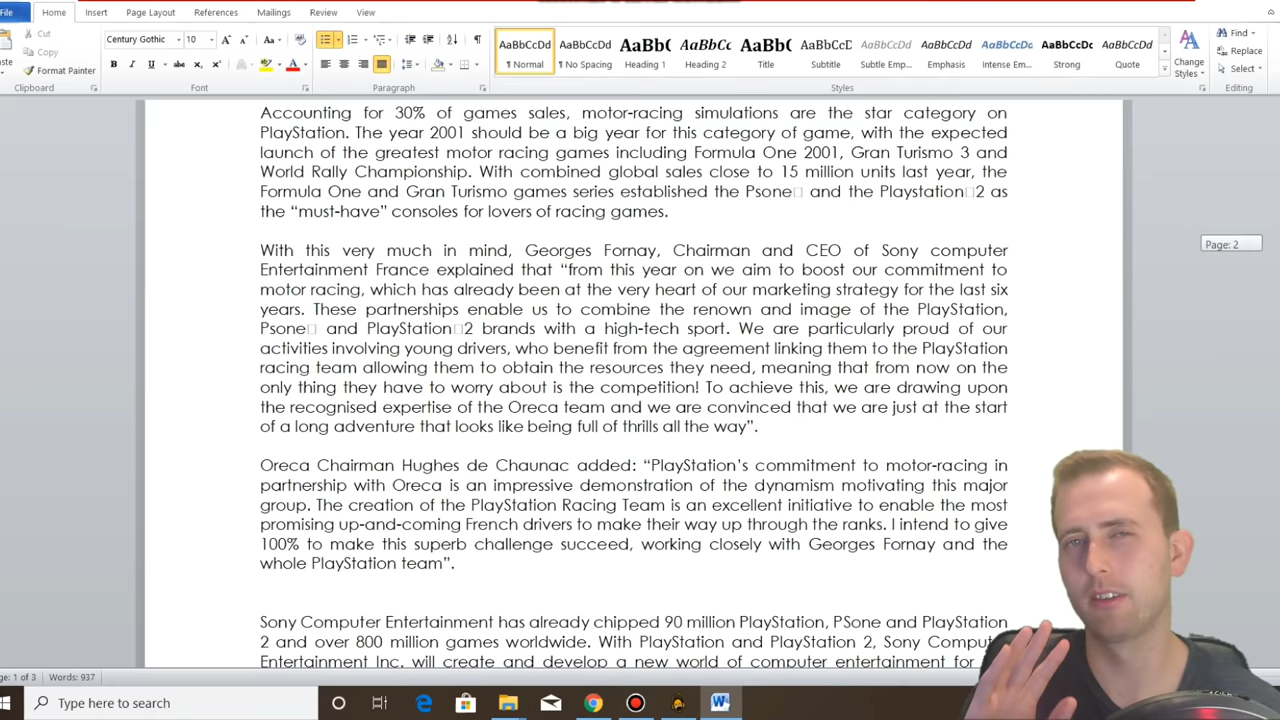 File Home Insert Page Layout References Mailings Review View
Cut
Copy
Format Painter
Clipboard
Century Gothic 10
Font
Paragraph
AaBbCcDd AaBbCcDd AaBbC AaBbCc AaBbC AaBbCcD AaBbCcDd AaBbCcDd AaBbCcDd AaBbCcDd AaBbCcDd
¶ Normal ¶ No Spacing Heading 1 Heading 2 Title Subtitle Subtle Emp... Emphasis Intense Em... Strong Quote
Styles
Change
Styles
Find
Replace
Select
Editing
Accounting for 30% of games sales, motor-racing simulations are the star category on
PlayStation. The year 2001 should be a big year for this category of game, with the expected
launch of the greatest motor racing games including Formula One 2001, Gran Turismo 3 and
World Rally Championship. With combined global sales close to 15 million units last year, the
Formula One and Gran Turismo games series established the Psone and the Playstation 2 as
the “must-have” consoles for lovers of racing games.
With this very much in mind, Georges Fornay, Chairman and CEO of Sony computer
Entertainment France explained that “from this year on we aim to boost our commitment to
motor racing, which has already been at the very heart of our marketing strategy for the last six
years. These partnerships enable us to combine the renown and image of the PlayStation,
Psone and PlayStation 2 brands with a high-tech sport. We are particularly proud of our
activities involving young drivers, who benefit from the agreement linking them to the PlayStation
racing team allowing them to obtain the resources they need, meaning that from now on the
only thing they have to worry about is the competition! To achieve this, we are drawing upon
the recognised expertise of the Oreca team and we are convinced that we are just at the start
of a long adventure that looks like being full of thrills all the way”.
Oreca Chairman Hughes de Chaunac added: “PlayStation’s commitment to motor-racing in
partnership with Oreca is an impressive demonstration of the dynamism motivating this major
group. The creation of the PlayStation Racing Team is an excellent initiative to enable the most
promising up-and-coming French drivers to make their way up through the ranks. I intend to give
100% to make this superb challenge succeed, working closely with Georges Fornay and the
whole PlayStation team”.
Sony Computer Entertainment has already chipped 90 million PlayStation, PSone and PlayStation
2 and over 800 million games worldwide. With PlayStation and PlayStation 2, Sony Comput
Entertainment Inc. will create and develop a new world of computer entertainment for
Page: 2
ge: 1 of 3 Words: 937
Type here to search